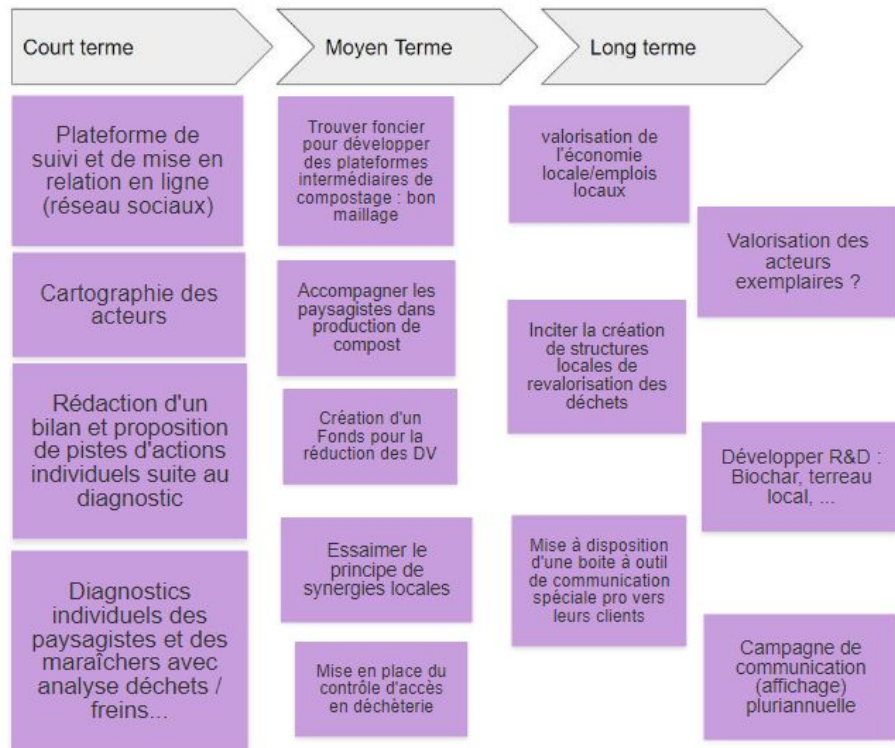 Court terme
Moyen Terme
Long terme
Plateforme de
suivi et de mise en
relation en ligne
(réseau sociaux)
Cartographie des
acteurs
Rédaction d'un
bilan et proposition
de pistes d'actions
individuels suite au
diagnostic
Diagnostics
individuels des
paysagistes et des
maraîchers avec
analyse déchets /
freins...
Trouver foncier
pour développer
des plateformes
intermédiaires de
compostage : bon
maillage
Accompagner les
paysagistes dans
production de
compost
Création d'un
Fonds pour la
réduction des DV
Essaimer le
principe de
synergies locales
Mise en place du
contrôle d'accès
en déchèterie
valorisation de
l'économie
locale/emplois
locaux
Inciter la création
de structures
locales de
revalorisation des
déchets
Mise à disposition
d'une boite à outil
de communication
spéciale pro vers
leurs clients
Valorisation des
acteurs
exemplaires ?
Développer R&D :
Biochar, terreau
local, ...
Campagne de
communication
(affichage)
pluriannuelle